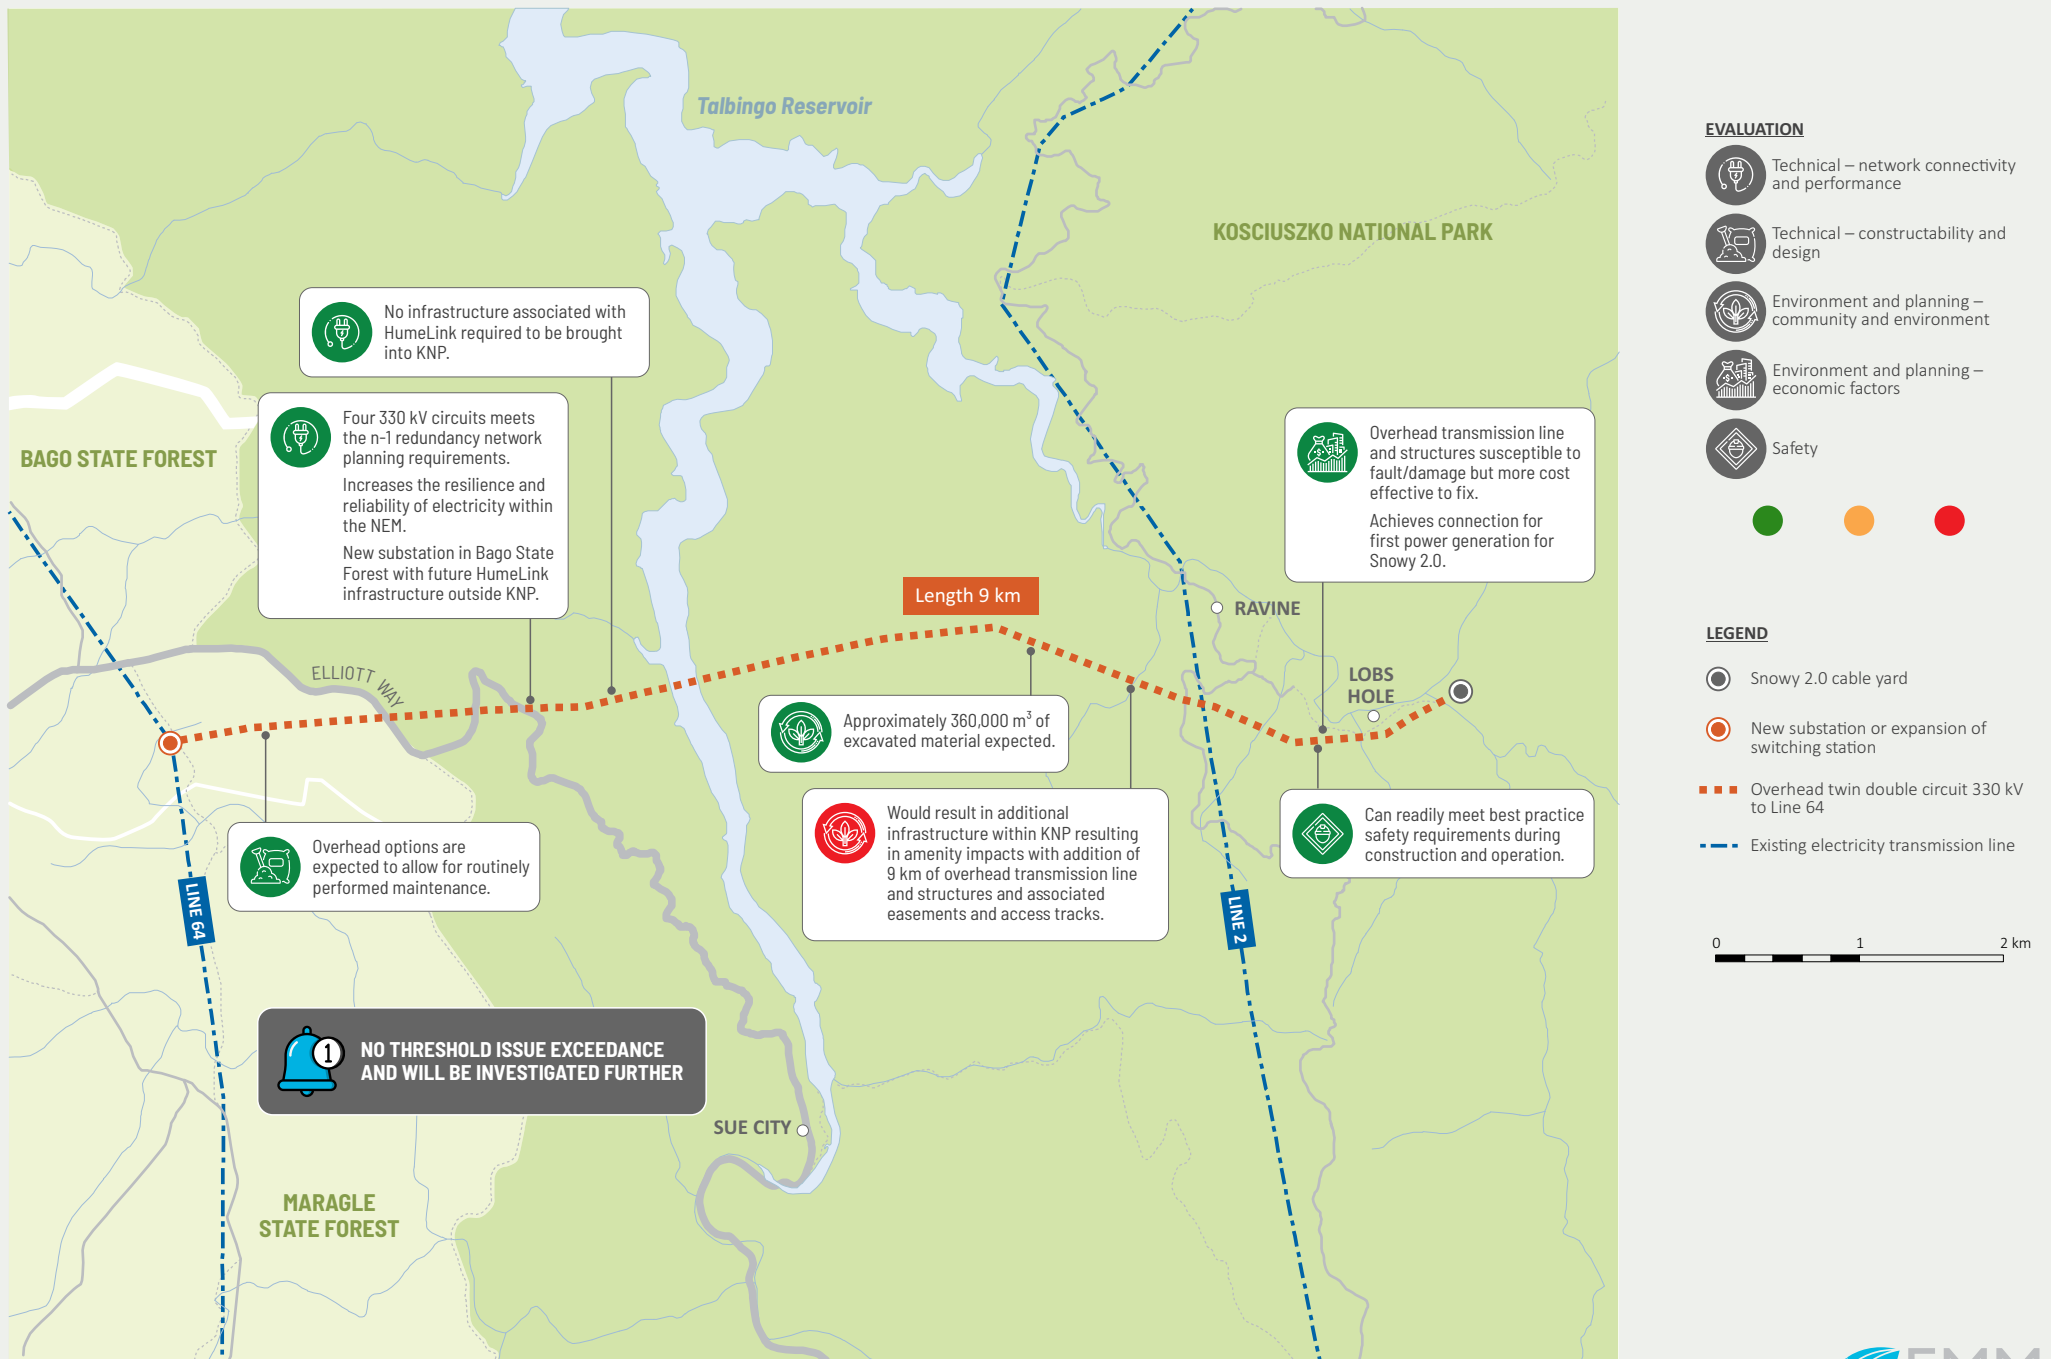 Talbingo Reservoir
KOSCIUSZKO NATIONAL PARK
No infrastructure associated with
HumeLink required to be brought
into KNP.
Four 330 kV circuits meets
the n-1 redundancy network
planning requirements.
Increases the resilience and
reliability of electricity within
the NEM.
New substation in Bago State
Forest with future HumeLink
infrastructure outside KNP.
BAGO STATE FOREST
Overhead transmission line
and structures susceptible to
fault/damage but more cost
effective to fix.
Achieves connection for
first power generation for
Snowy 2.0.
Length 9 km
RAVINE
LOBS
HOLE
ELLIOTT WAY
Approximately 360,000 m³ of
excavated material expected.
Would result in additional
infrastructure within KNP resulting
in amenity impacts with addition of
9 km of overhead transmission line
and structures and associated
easements and access tracks.
Can readily meet best practice
safety requirements during
construction and operation.
Overhead options are
expected to allow for routinely
performed maintenance.
LINE 64
LINE 2
1
NO THRESHOLD ISSUE EXCEEDANCE
AND WILL BE INVESTIGATED FURTHER
SUE CITY
MARAGLE
STATE FOREST
EVALUATION
Technical – network connectivity
and performance
Technical – constructability and
design
Environment and planning –
community and environment
Environment and planning –
economic factors
Safety
LEGEND
Snowy 2.0 cable yard
New substation or expansion of
switching station
Overhead twin double circuit 330 kV
to Line 64
Existing electricity transmission line
0 1 2 km
EMM